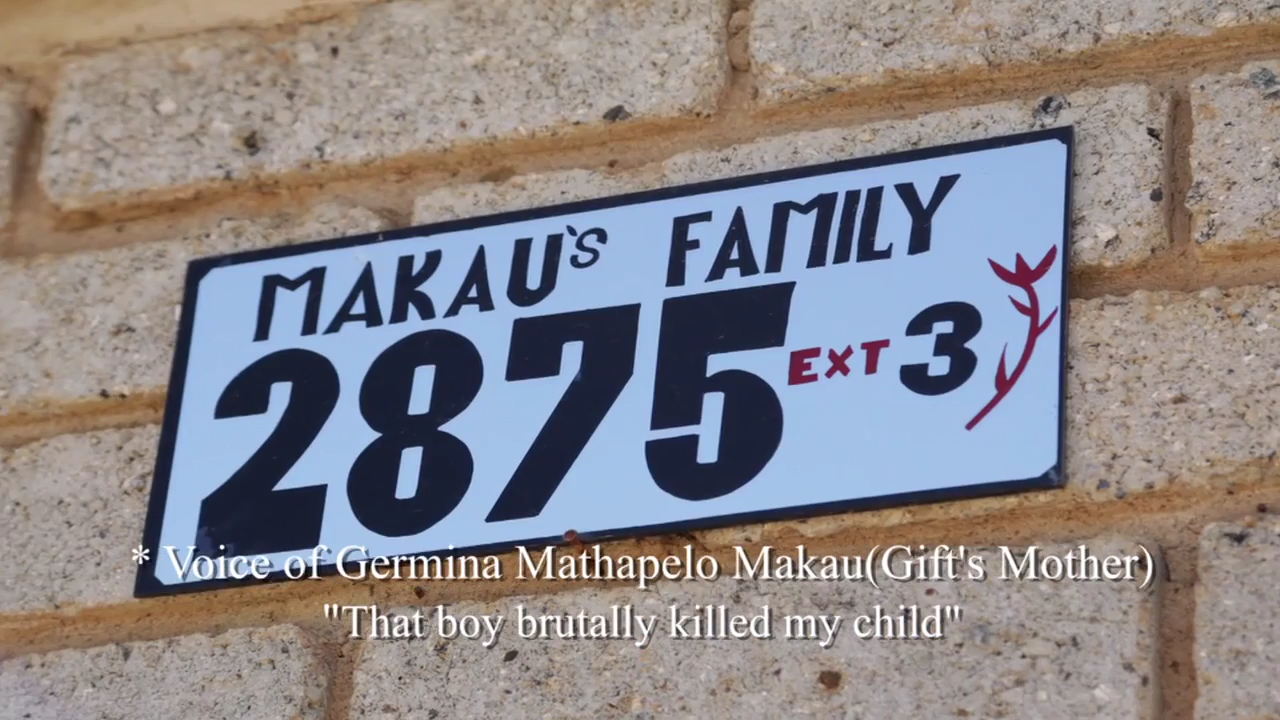 MAKAU'S FAMILY
2875 EXT 3
* Voice of Germina Mathapelo Makau(Gift's Mother)
"That boy brutally killed my child"